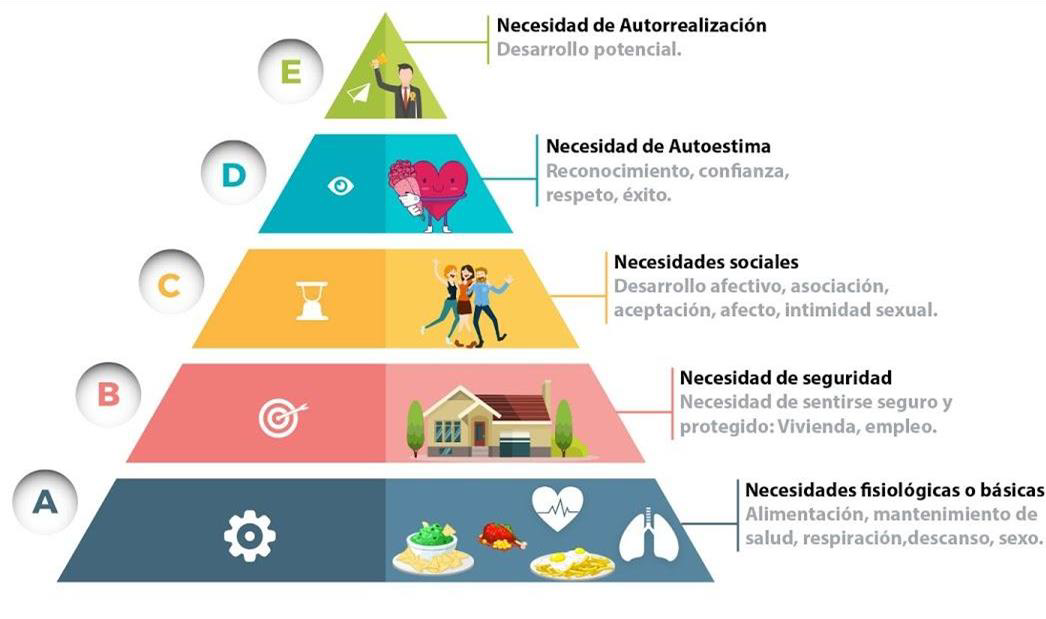 E
Necesidad de Autorrealización
Desarrollo potencial.
D
Necesidad de Autoestima
Reconocimiento, confianza,
respeto, éxito.
C
Necesidades sociales
Desarrollo afectivo, asociación,
aceptación, afecto, intimidad sexual.
B
Necesidad de seguridad
Necesidad de sentirse seguro y
protegido: Vivienda, empleo.
A
Necesidades fisiológicas o básicas
Alimentación, mantenimiento de
salud, respiración,descanso, sexo.